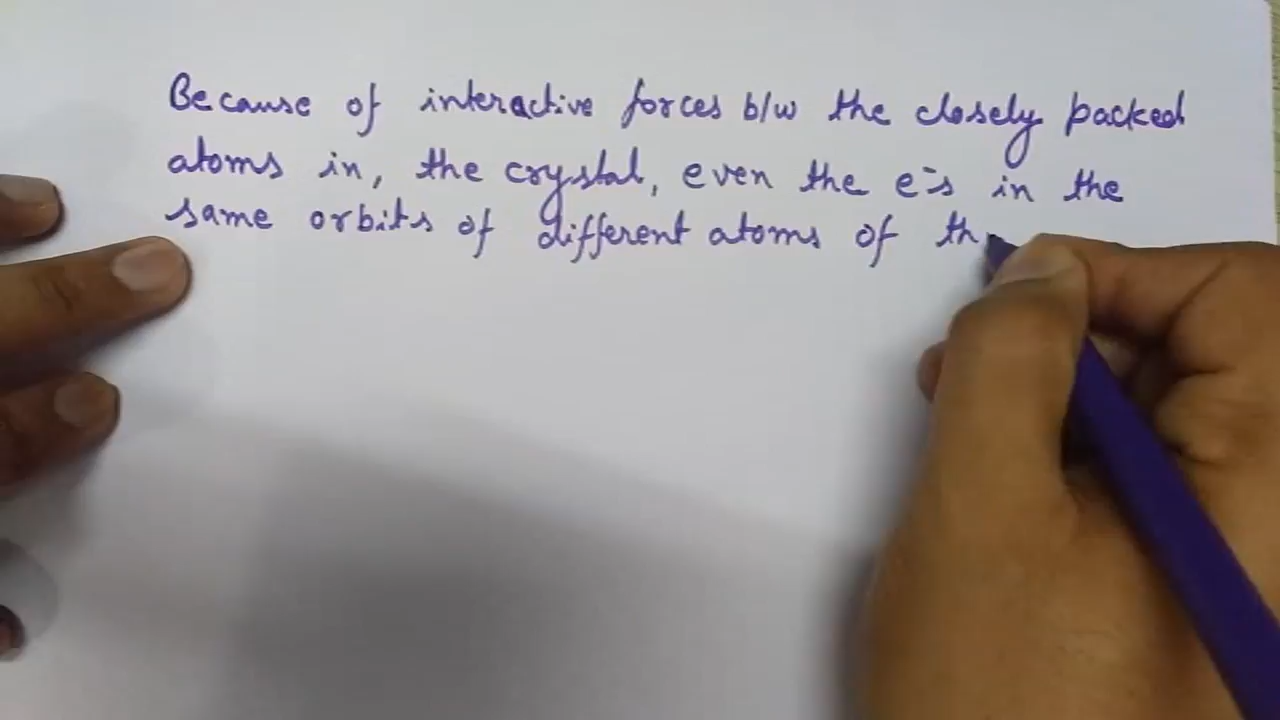 Because of interactive forces b/w the closely packed
atoms in, the crystal, even the e⁻s in the
same orbits of different atoms of th